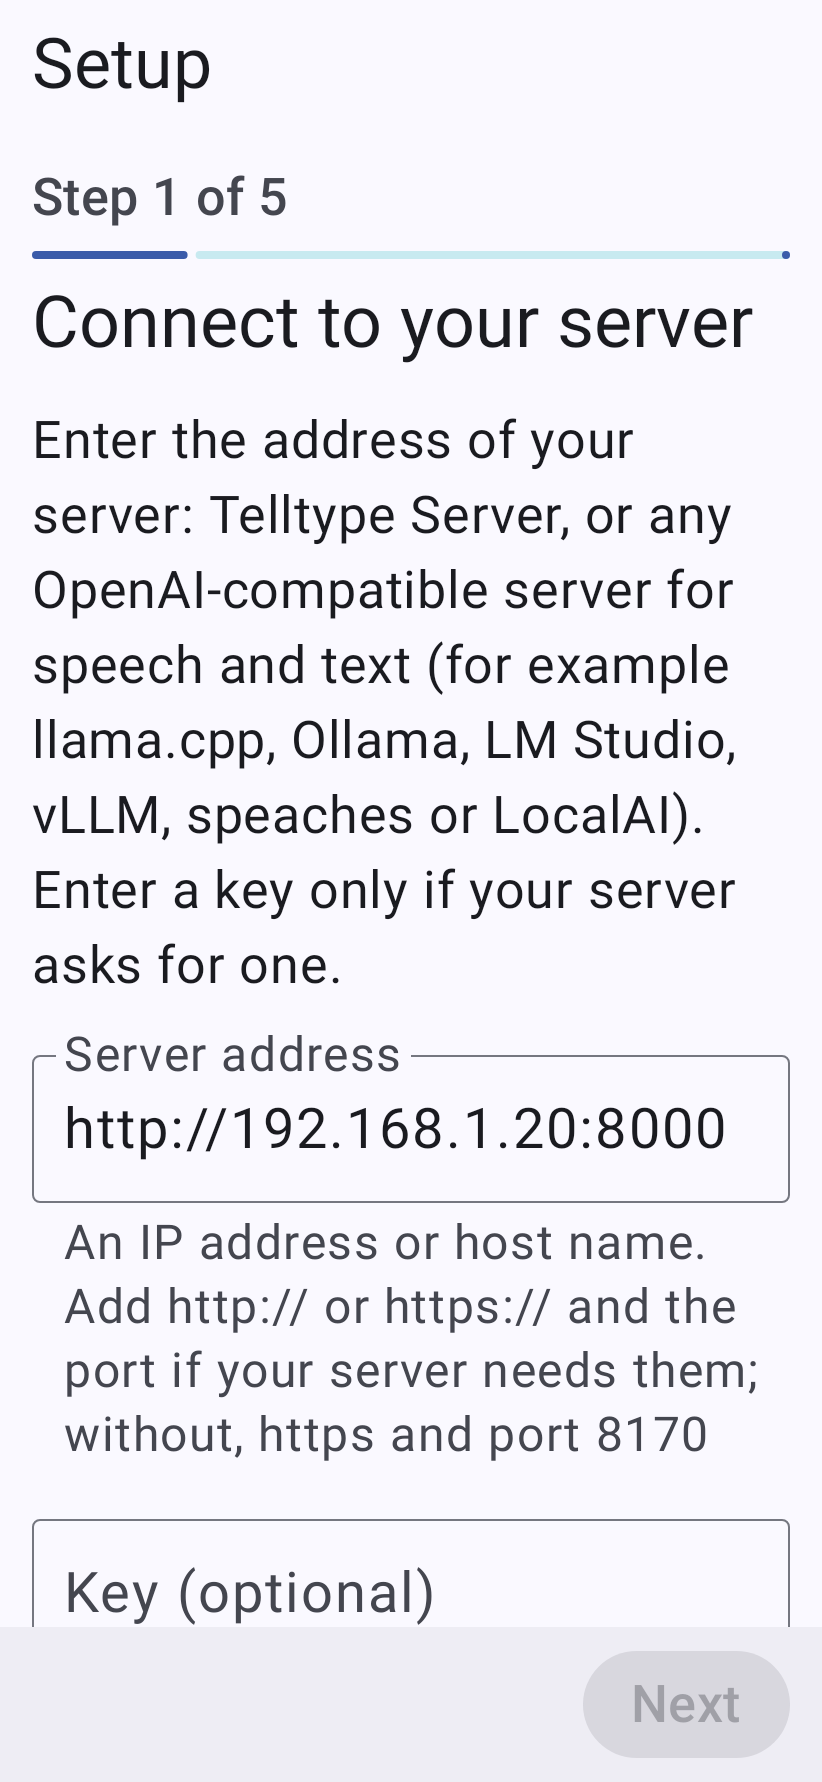 Setup
Step 1 of 5
Connect to your server
Enter the address of your
server: Telltype Server, or any
OpenAI-compatible server for
speech and text (for example
llama.cpp, Ollama, LM Studio,
vLLM, speaches or LocalAI).
Enter a key only if your server
asks for one.
Server address
http://192.168.1.20:8000
An IP address or host name.
Add http:// or https:// and the
port if your server needs them;
without, https and port 8170
Key (optional)
Next